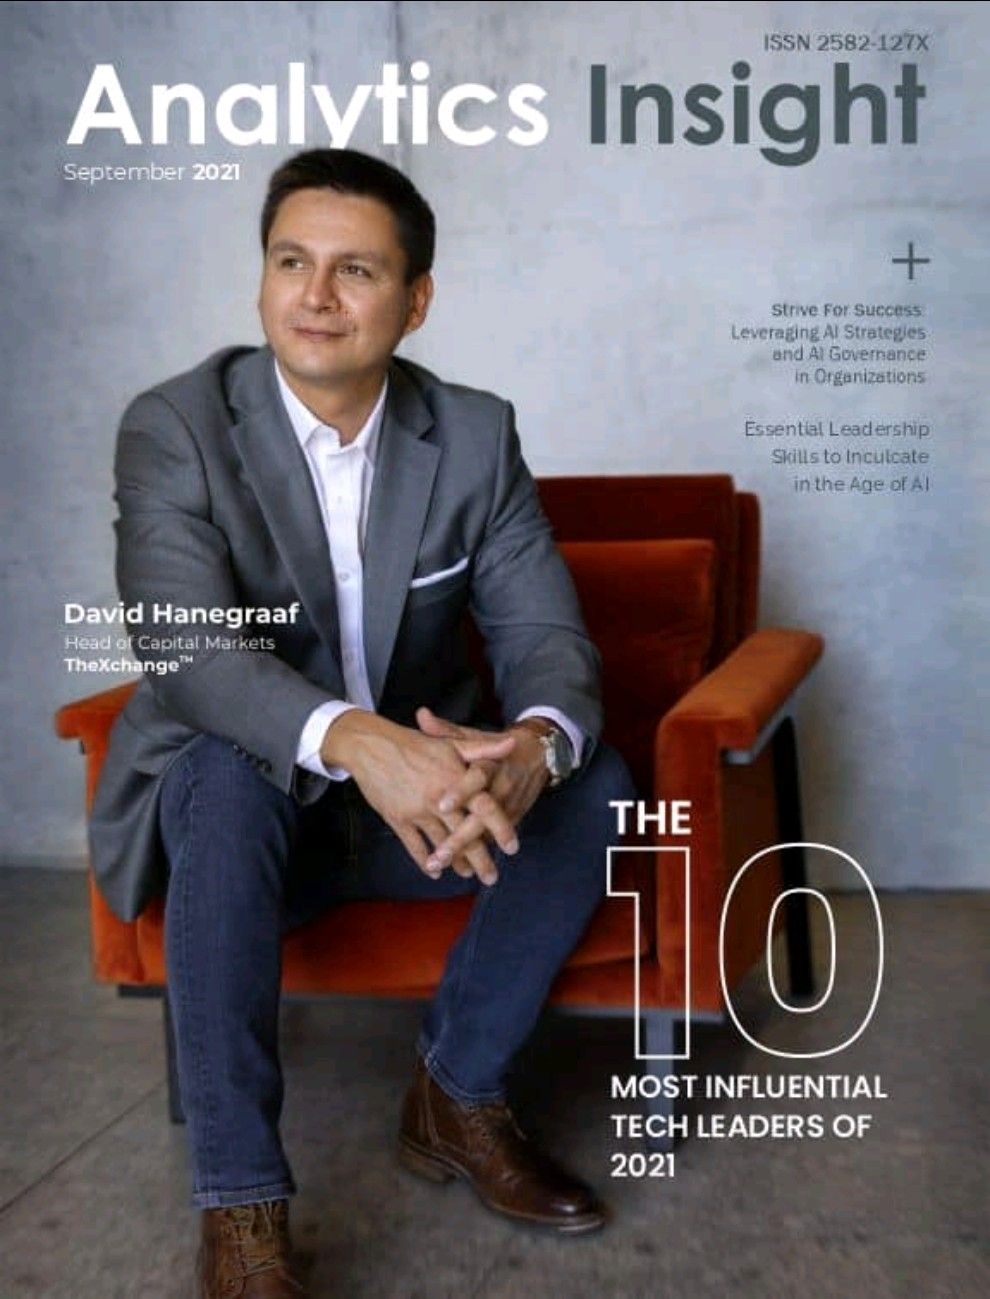 ISSN 2582-127X
Analytics Insight
September 2021
+
Strive For Success:
Leveraging AI Strategies
and AI Governance
in Organizations
Essential Leadership
Skills to Inculcate
in the Age of AI
David Hanegraaf
Head of Capital Markets
TheXchange™
THE
10
MOST INFLUENTIAL
TECH LEADERS OF
2021